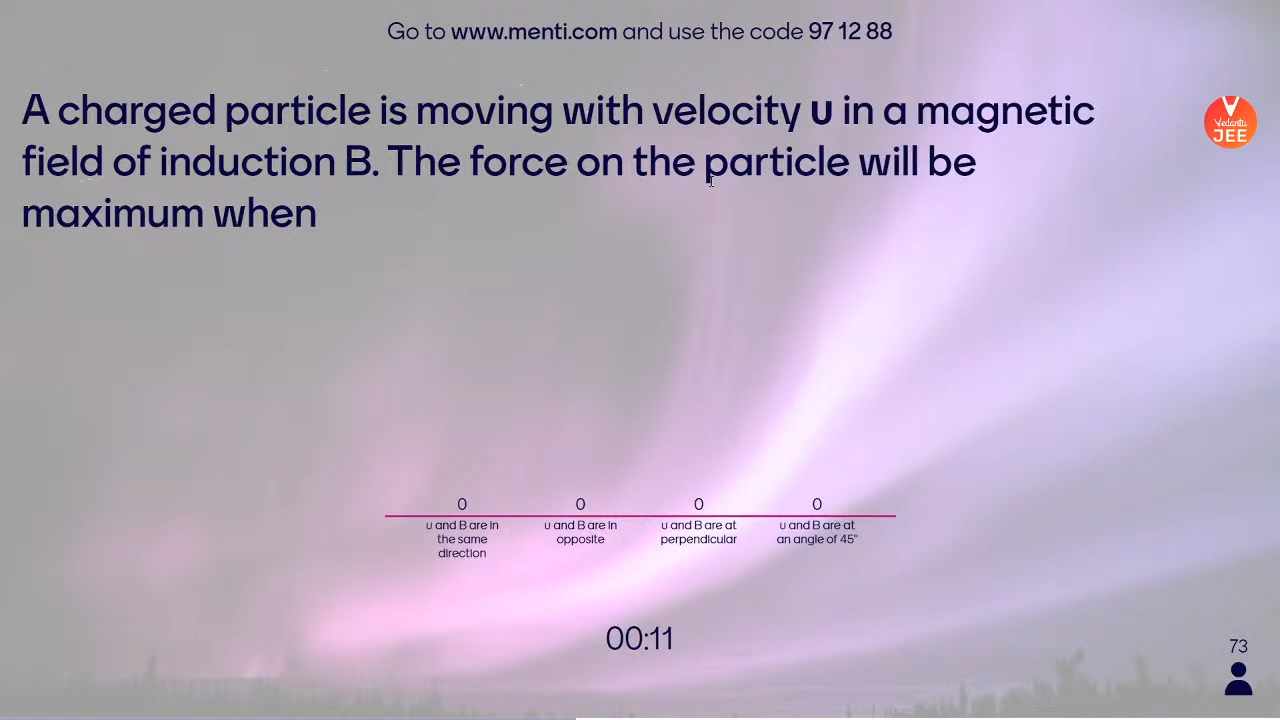 Go to www.menti.com and use the code 97 12 88
A charged particle is moving with velocity υ in a magnetic
field of induction B. The force on the particle will be
maximum when
V
Vedantu
JEE
0
0
0
0
υ and B are in
the same
direction
υ and B are in
opposite
υ and B are at
perpendicular
υ and B are at
an angle of 45°
00:11
73